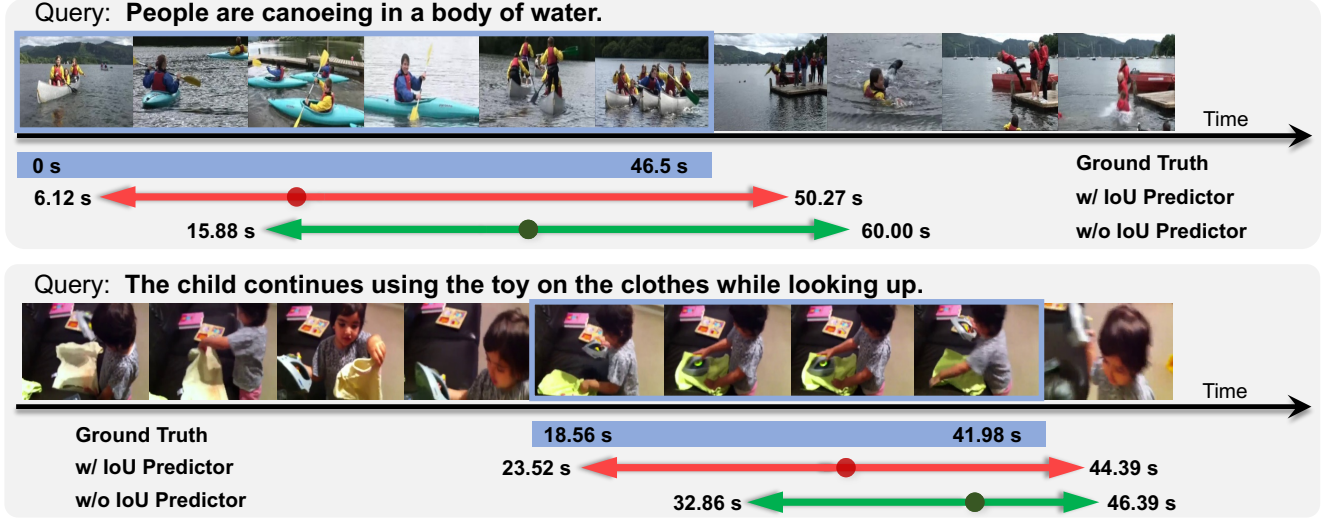 Query: People are canoeing in a body of water.
Time
0 s 46.5 s Ground Truth
6.12 s 50.27 s w/ IoU Predictor
15.88 s 60.00 s w/o IoU Predictor
Query: The child continues using the toy on the clothes while looking up.
Time
Ground Truth 18.56 s 41.98 s
w/ IoU Predictor 23.52 s 44.39 s
w/o IoU Predictor 32.86 s 46.39 s